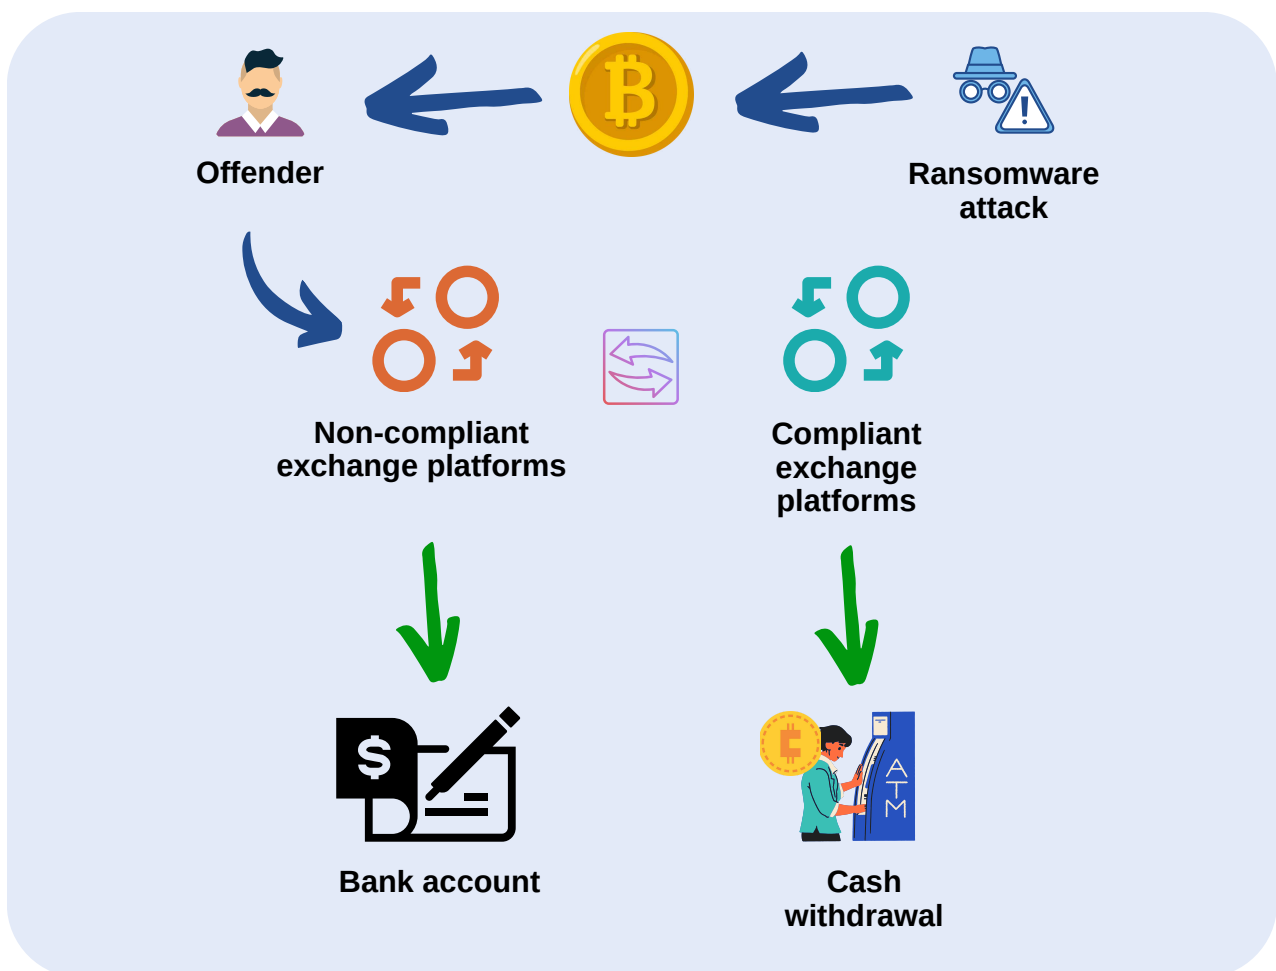 Offender
Ransomware
attack
Non-compliant
exchange platforms
Compliant
exchange
platforms
$
ATM
Bank account
Cash
withdrawal